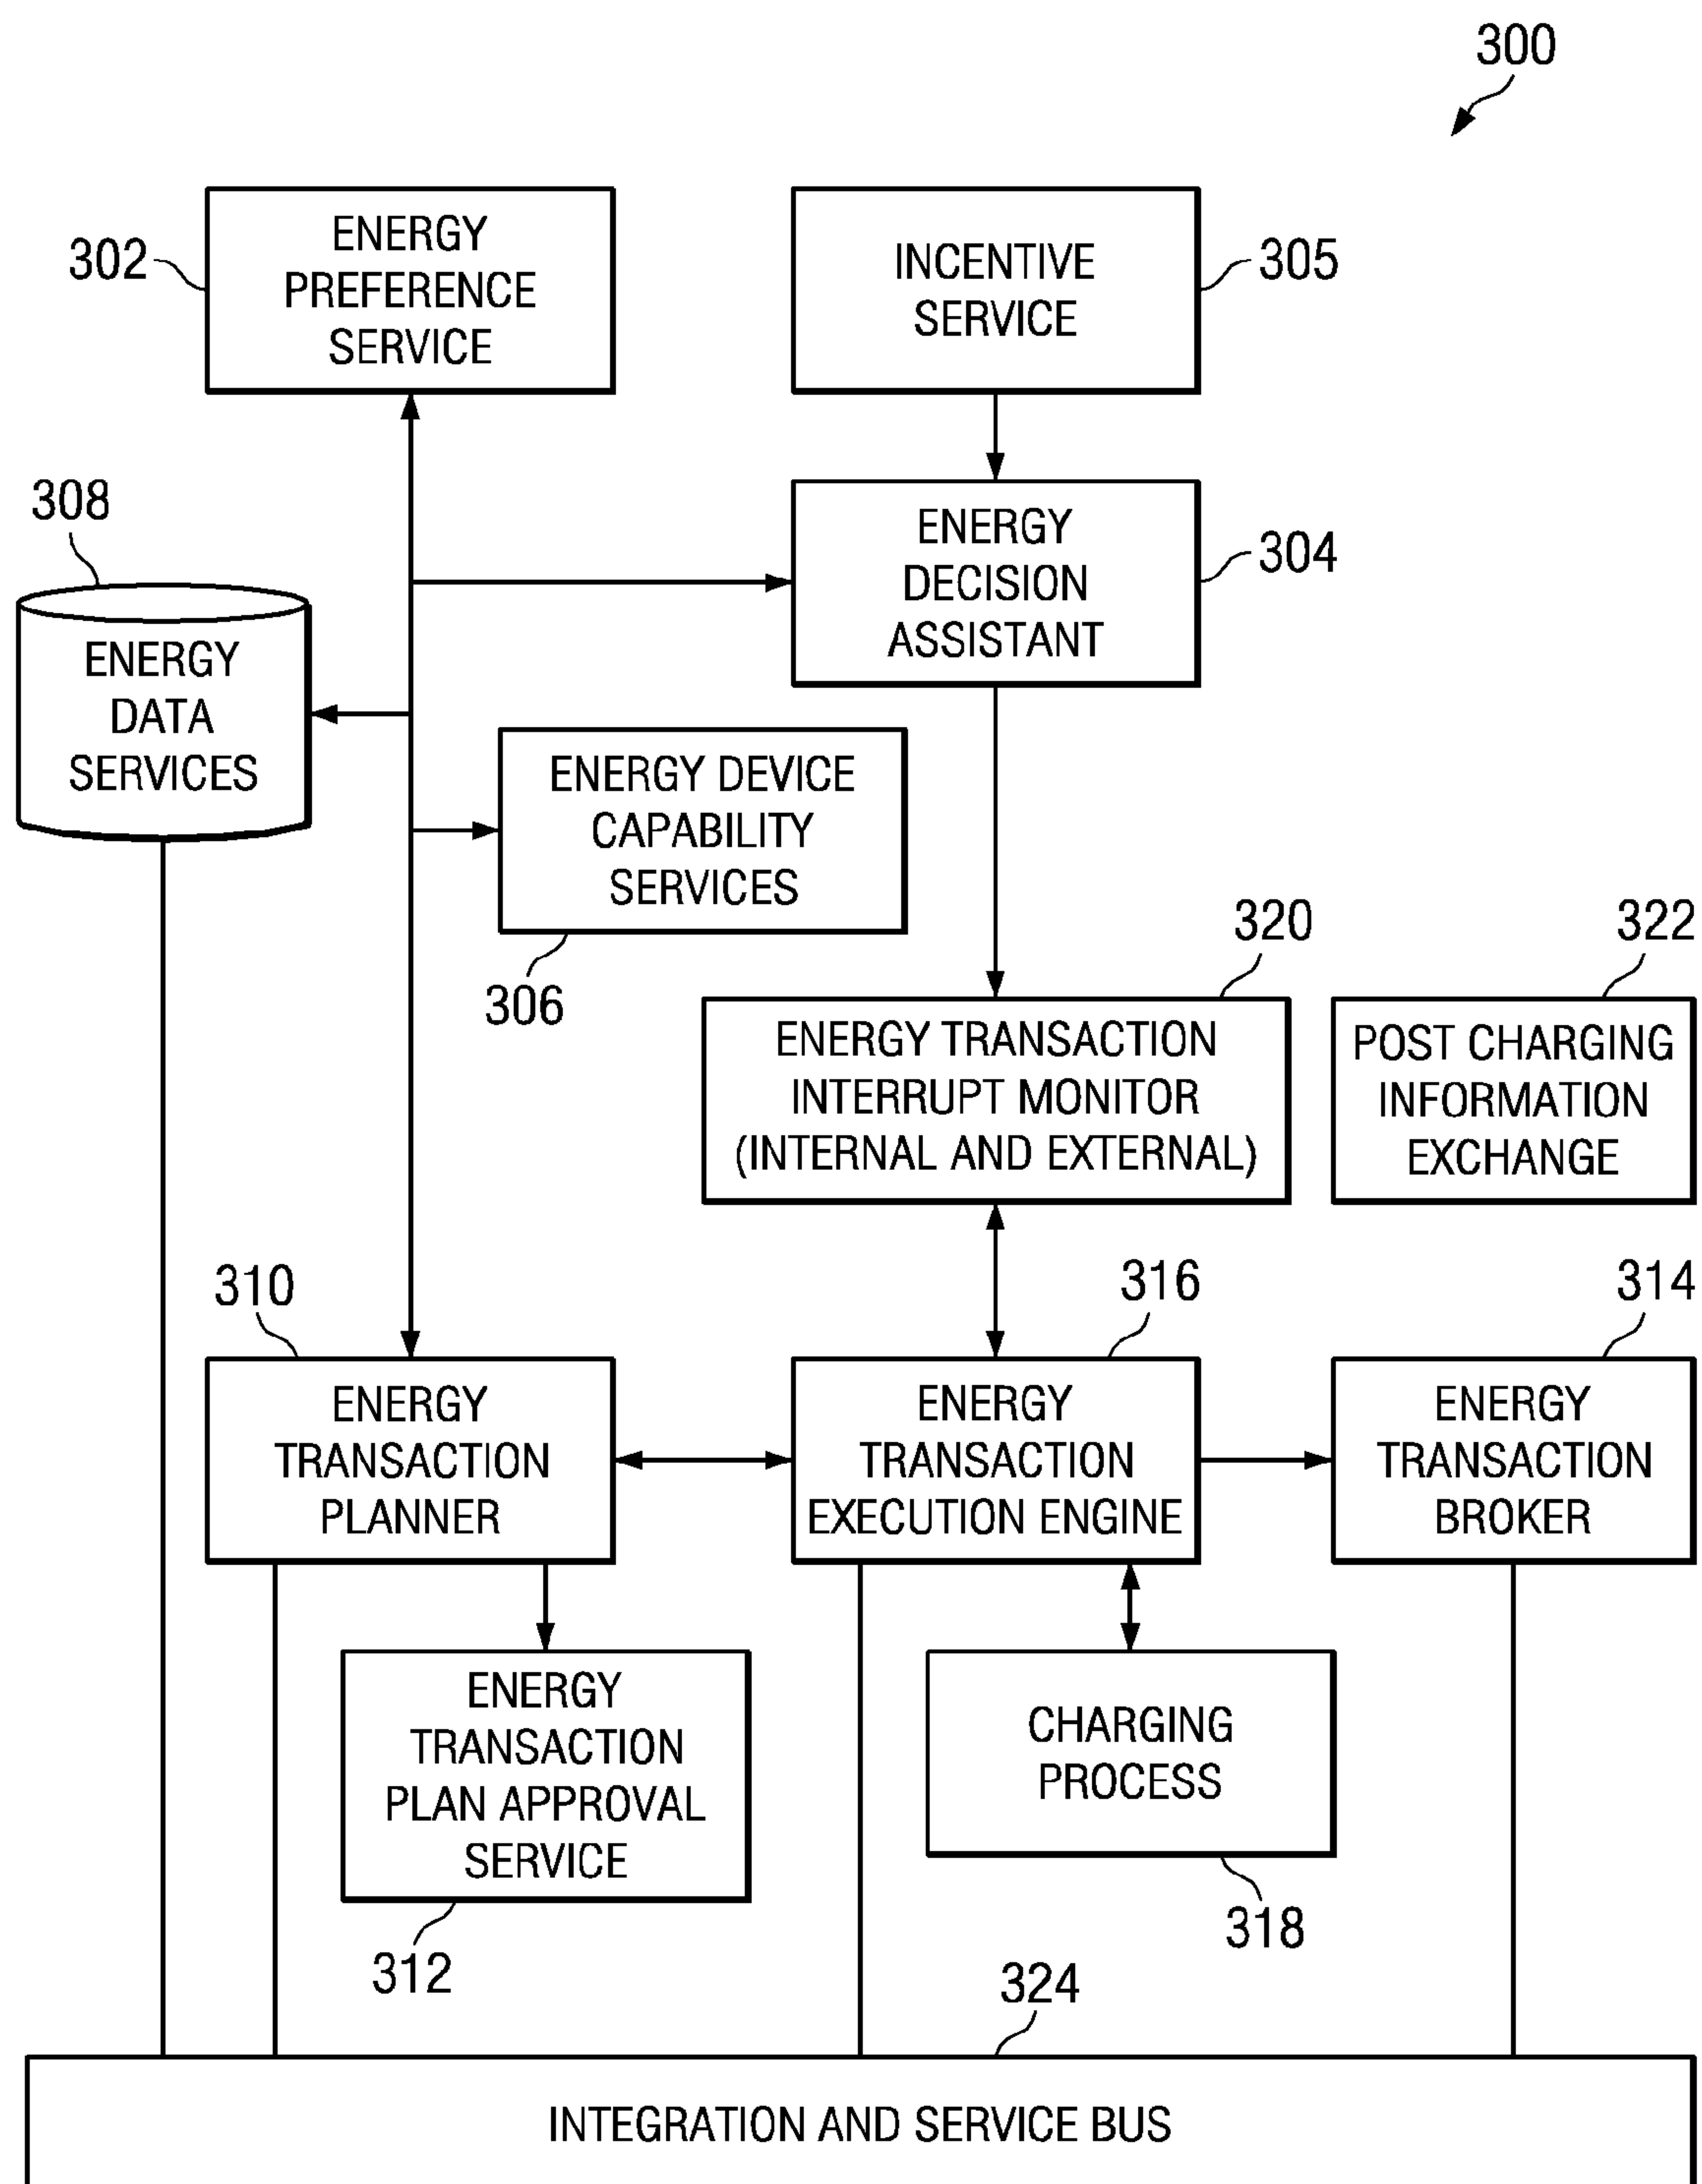 300
302
ENERGY
PREFERENCE
SERVICE
INCENTIVE
SERVICE
305
308
ENERGY
DATA
SERVICES
ENERGY
DECISION
ASSISTANT
304
ENERGY DEVICE
CAPABILITY
SERVICES
306
320
ENERGY TRANSACTION
INTERRUPT MONITOR
(INTERNAL AND EXTERNAL)
322
POST CHARGING
INFORMATION
EXCHANGE
310
ENERGY
TRANSACTION
PLANNER
316
ENERGY
TRANSACTION
EXECUTION ENGINE
314
ENERGY
TRANSACTION
BROKER
ENERGY
TRANSACTION
PLAN APPROVAL
SERVICE
312
CHARGING
PROCESS
318
324
INTEGRATION AND SERVICE BUS